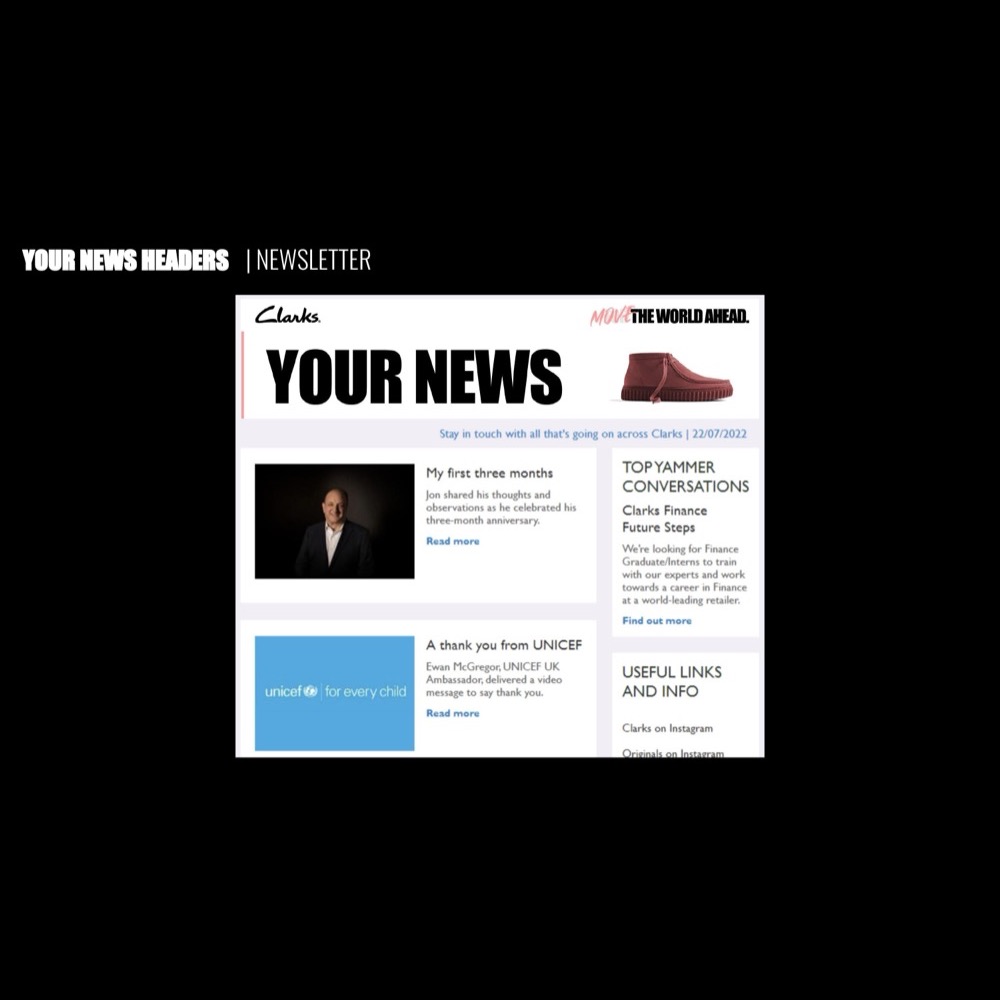 YOUR NEWS HEADERS | NEWSLETTER
Clarks.
MOVE THE WORLD AHEAD.
YOUR NEWS
Stay in touch with all that's going on across Clarks | 22/07/2022
My first three months
Jon shared his thoughts and
observations as he celebrated his
three-month anniversary.
Read more
unicef | for every child
A thank you from UNICEF
Ewan McGregor, UNICEF UK
Ambassador, delivered a video
message to say thank you.
Read more
TOP YAMMER
CONVERSATIONS
Clarks Finance
Future Steps
We're looking for Finance
Graduate/Interns to train
with our experts and work
towards a career in Finance
at a world-leading retailer.
Find out more
USEFUL LINKS
AND INFO
Clarks on Instagram
Originals on Instagram